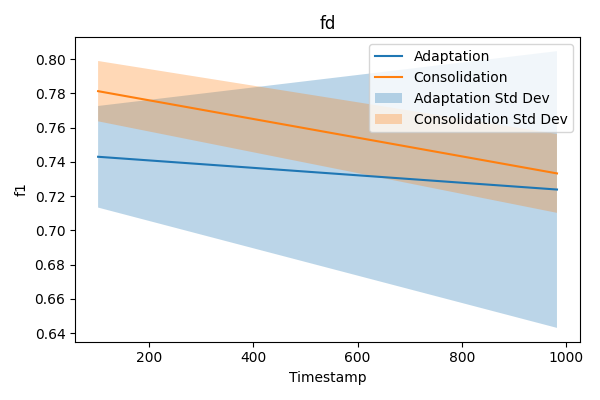 fd
Adaptation
Consolidation
Adaptation Std Dev
Consolidation Std Dev
f1
0.80
0.78
0.76
0.74
0.72
0.70
0.68
0.66
0.64
200 400 600 800 1000
Timestamp